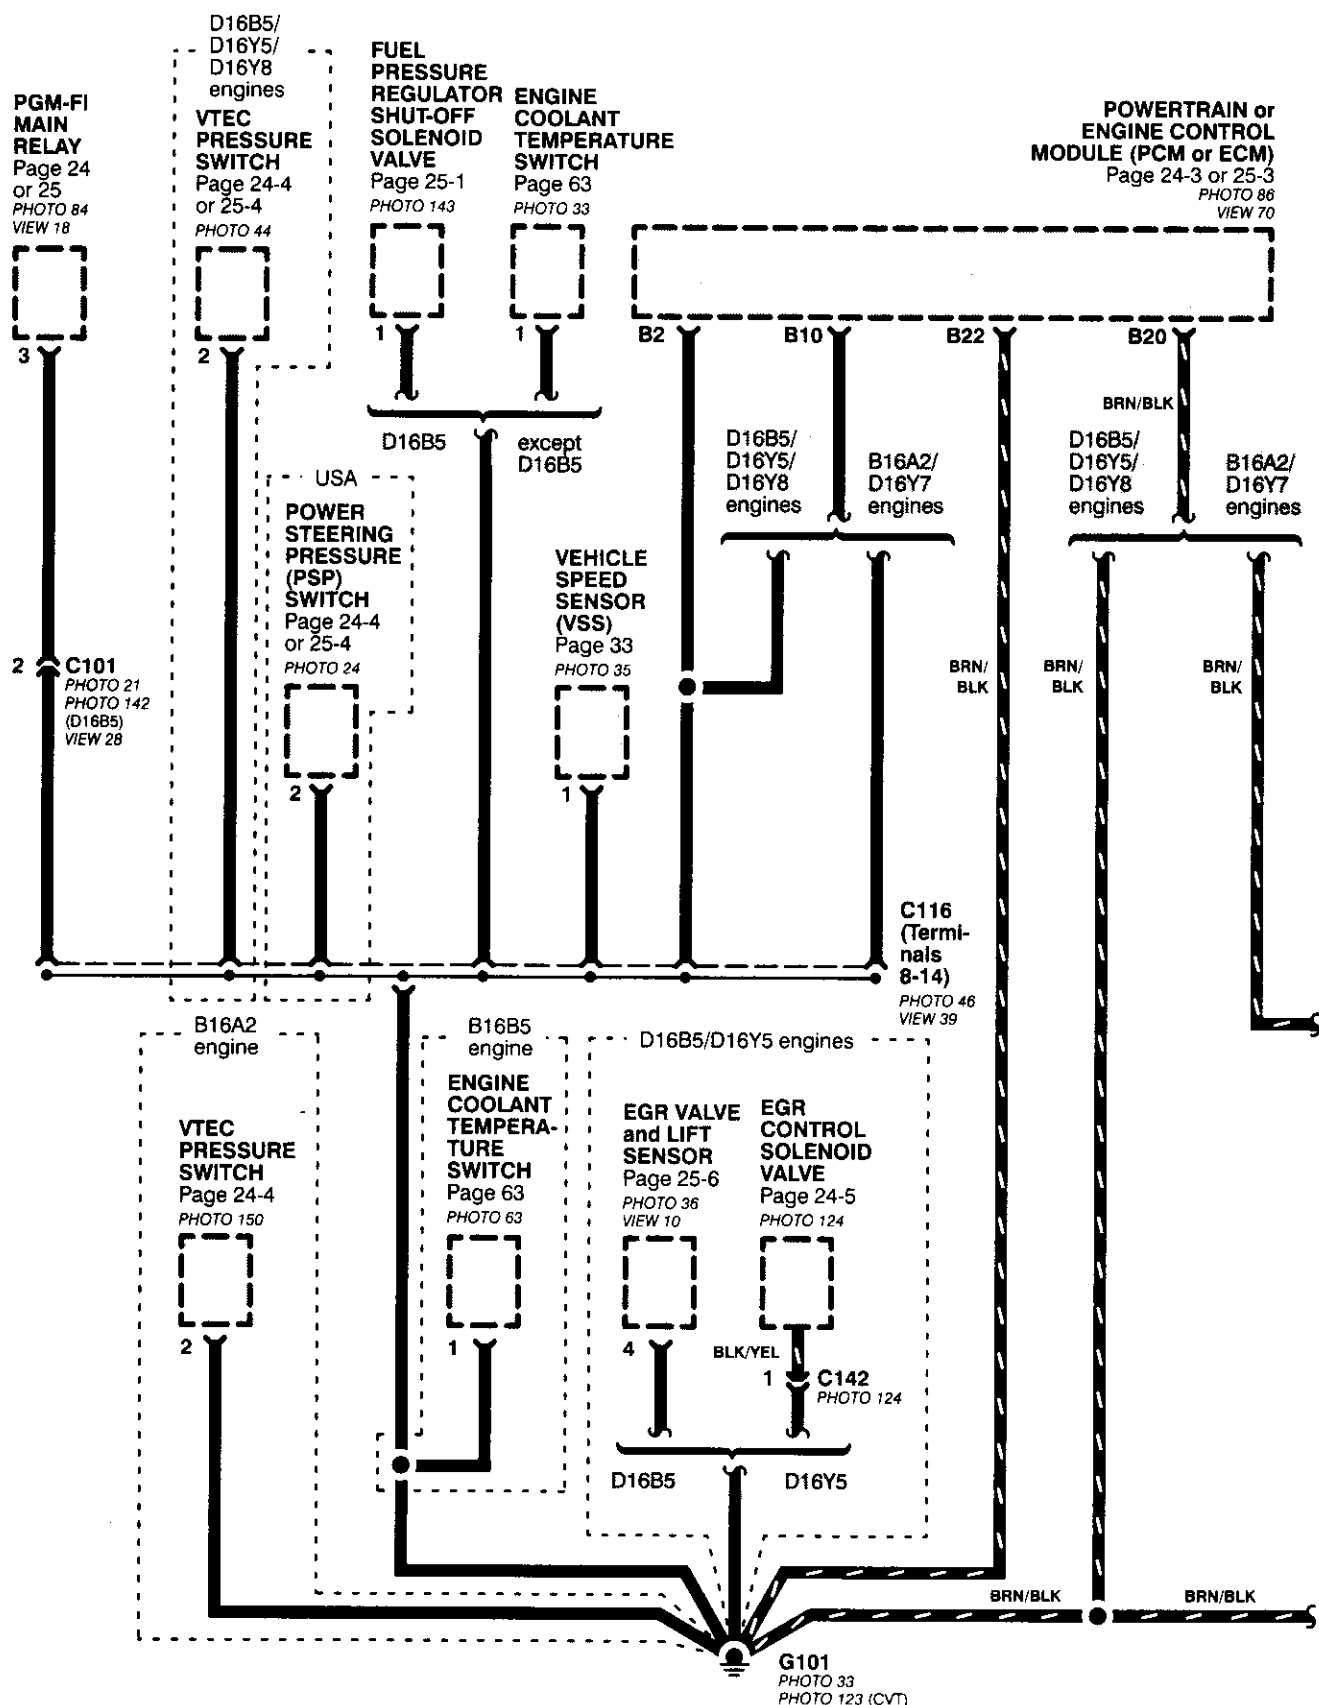 D16B5/
D16Y5/
D16Y8
engines
PGM-FI
MAIN
RELAY
Page 24
or 25
PHOTO 84
VIEW 18
3
VTEC
PRESSURE
SWITCH
Page 24-4
or 25-4
PHOTO 44
2
FUEL
PRESSURE
REGULATOR
SHUT-OFF
SOLENOID
VALVE
Page 25-1
PHOTO 143
1
ENGINE
COOLANT
TEMPERATURE
SWITCH
Page 63
PHOTO 33
1
POWERTRAIN or
ENGINE CONTROL
MODULE (PCM or ECM)
Page 24-3 or 25-3
PHOTO 86
VIEW 70
B2
B10
B22
B20
BRN/BLK
D16B5
except
D16B5
D16B5/
D16Y5/
D16Y8
engines
B16A2/
D16Y7
engines
D16B5/
D16Y5/
D16Y8
engines
B16A2/
D16Y7
engines
USA
POWER
STEERING
PRESSURE
(PSP)
SWITCH
Page 24-4
or 25-4
PHOTO 24
2
VEHICLE
SPEED
SENSOR
(VSS)
Page 33
PHOTO 35
1
2
C101
PHOTO 21
PHOTO 142
(D16B5)
VIEW 28
BRN/
BLK
BRN/
BLK
BRN/
BLK
C116
(Termi-
nals
8-14)
PHOTO 46
VIEW 39
B16A2
engine
B16B5
engine
D16B5/D16Y5 engines
VTEC
PRESSURE
SWITCH
Page 24-4
PHOTO 150
2
ENGINE
COOLANT
TEMPERA-
TURE
SWITCH
Page 63
PHOTO 63
1
EGR VALVE
and LIFT
SENSOR
Page 25-6
PHOTO 36
VIEW 10
4
EGR
CONTROL
SOLENOID
VALVE
Page 24-5
PHOTO 124
BLK/YEL
1
C142
PHOTO 124
D16B5
D16Y5
BRN/BLK
BRN/BLK
G101
PHOTO 33
PHOTO 123 (CVT)